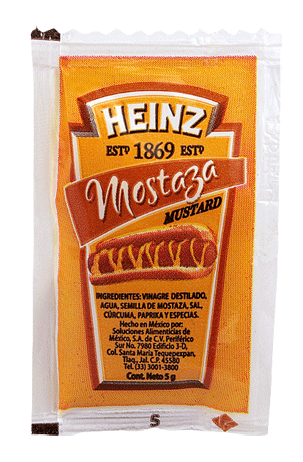 HEINZ
ESTD 1869 ESTD
Mostaza
MUSTARD
INGREDIENTES: VINAGRE DESTILADO,
AGUA, SEMILLA DE MOSTAZA, SAL,
CÚRCUMA, PAPRIKA Y ESPECIAS.
Hecho en México por:
Soluciones Alimenticias de
México, S.A. de C.V. Periférico
Sur No. 7980 Edificio 3-D,
Col. Santa María Tequepexpan,
Tlaq., Jal. C.P. 45580
Tel. (33) 3001-3800
Cont. Neto 5 g
5